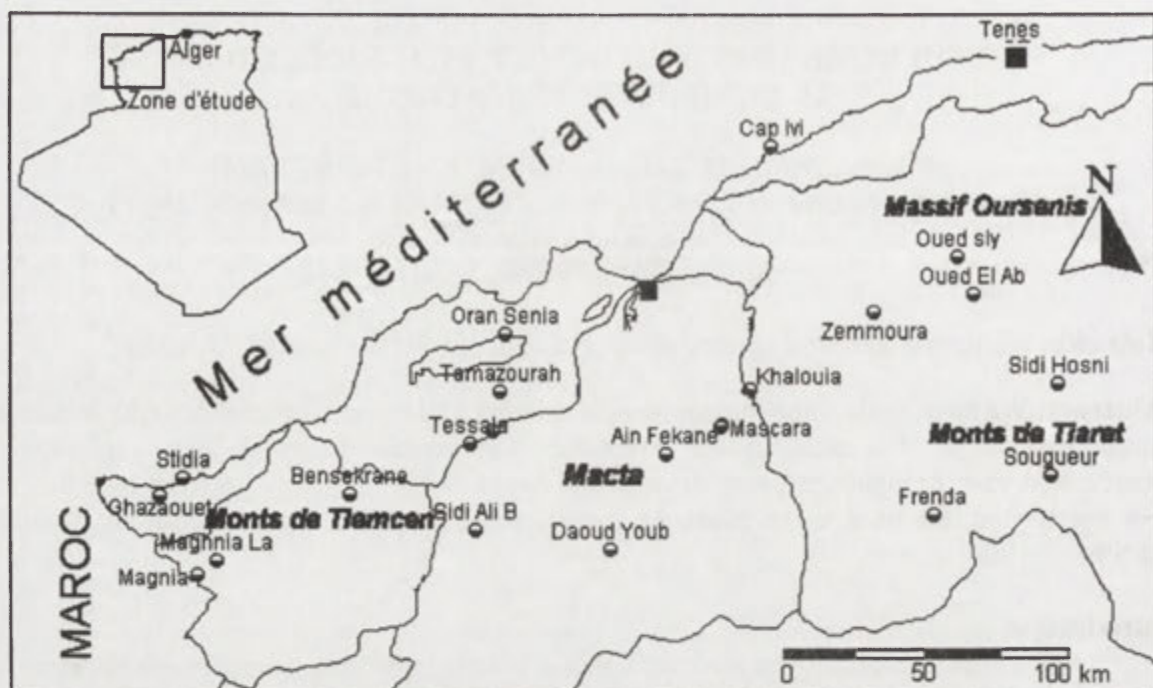 Alger
Zone d'étude
Mer méditerranée
Tenes
Cap Ivi
N
Massif Oursenis
Oued sly
Oued El Ab
Zemmoura
Oran Senia
Temazourah
Khalouia
Sidi Hosni
Tessala
Ain Fekane
Mascara
Monts de Tiaret
Stidia
Bensekrane
Macta
Sougueur
Ghazaouet
Monts de Tlemcen
Sidi Ali B
Frenda
Maghnia La
Daoud Youb
Magnia
MAROC
0 50 100 km